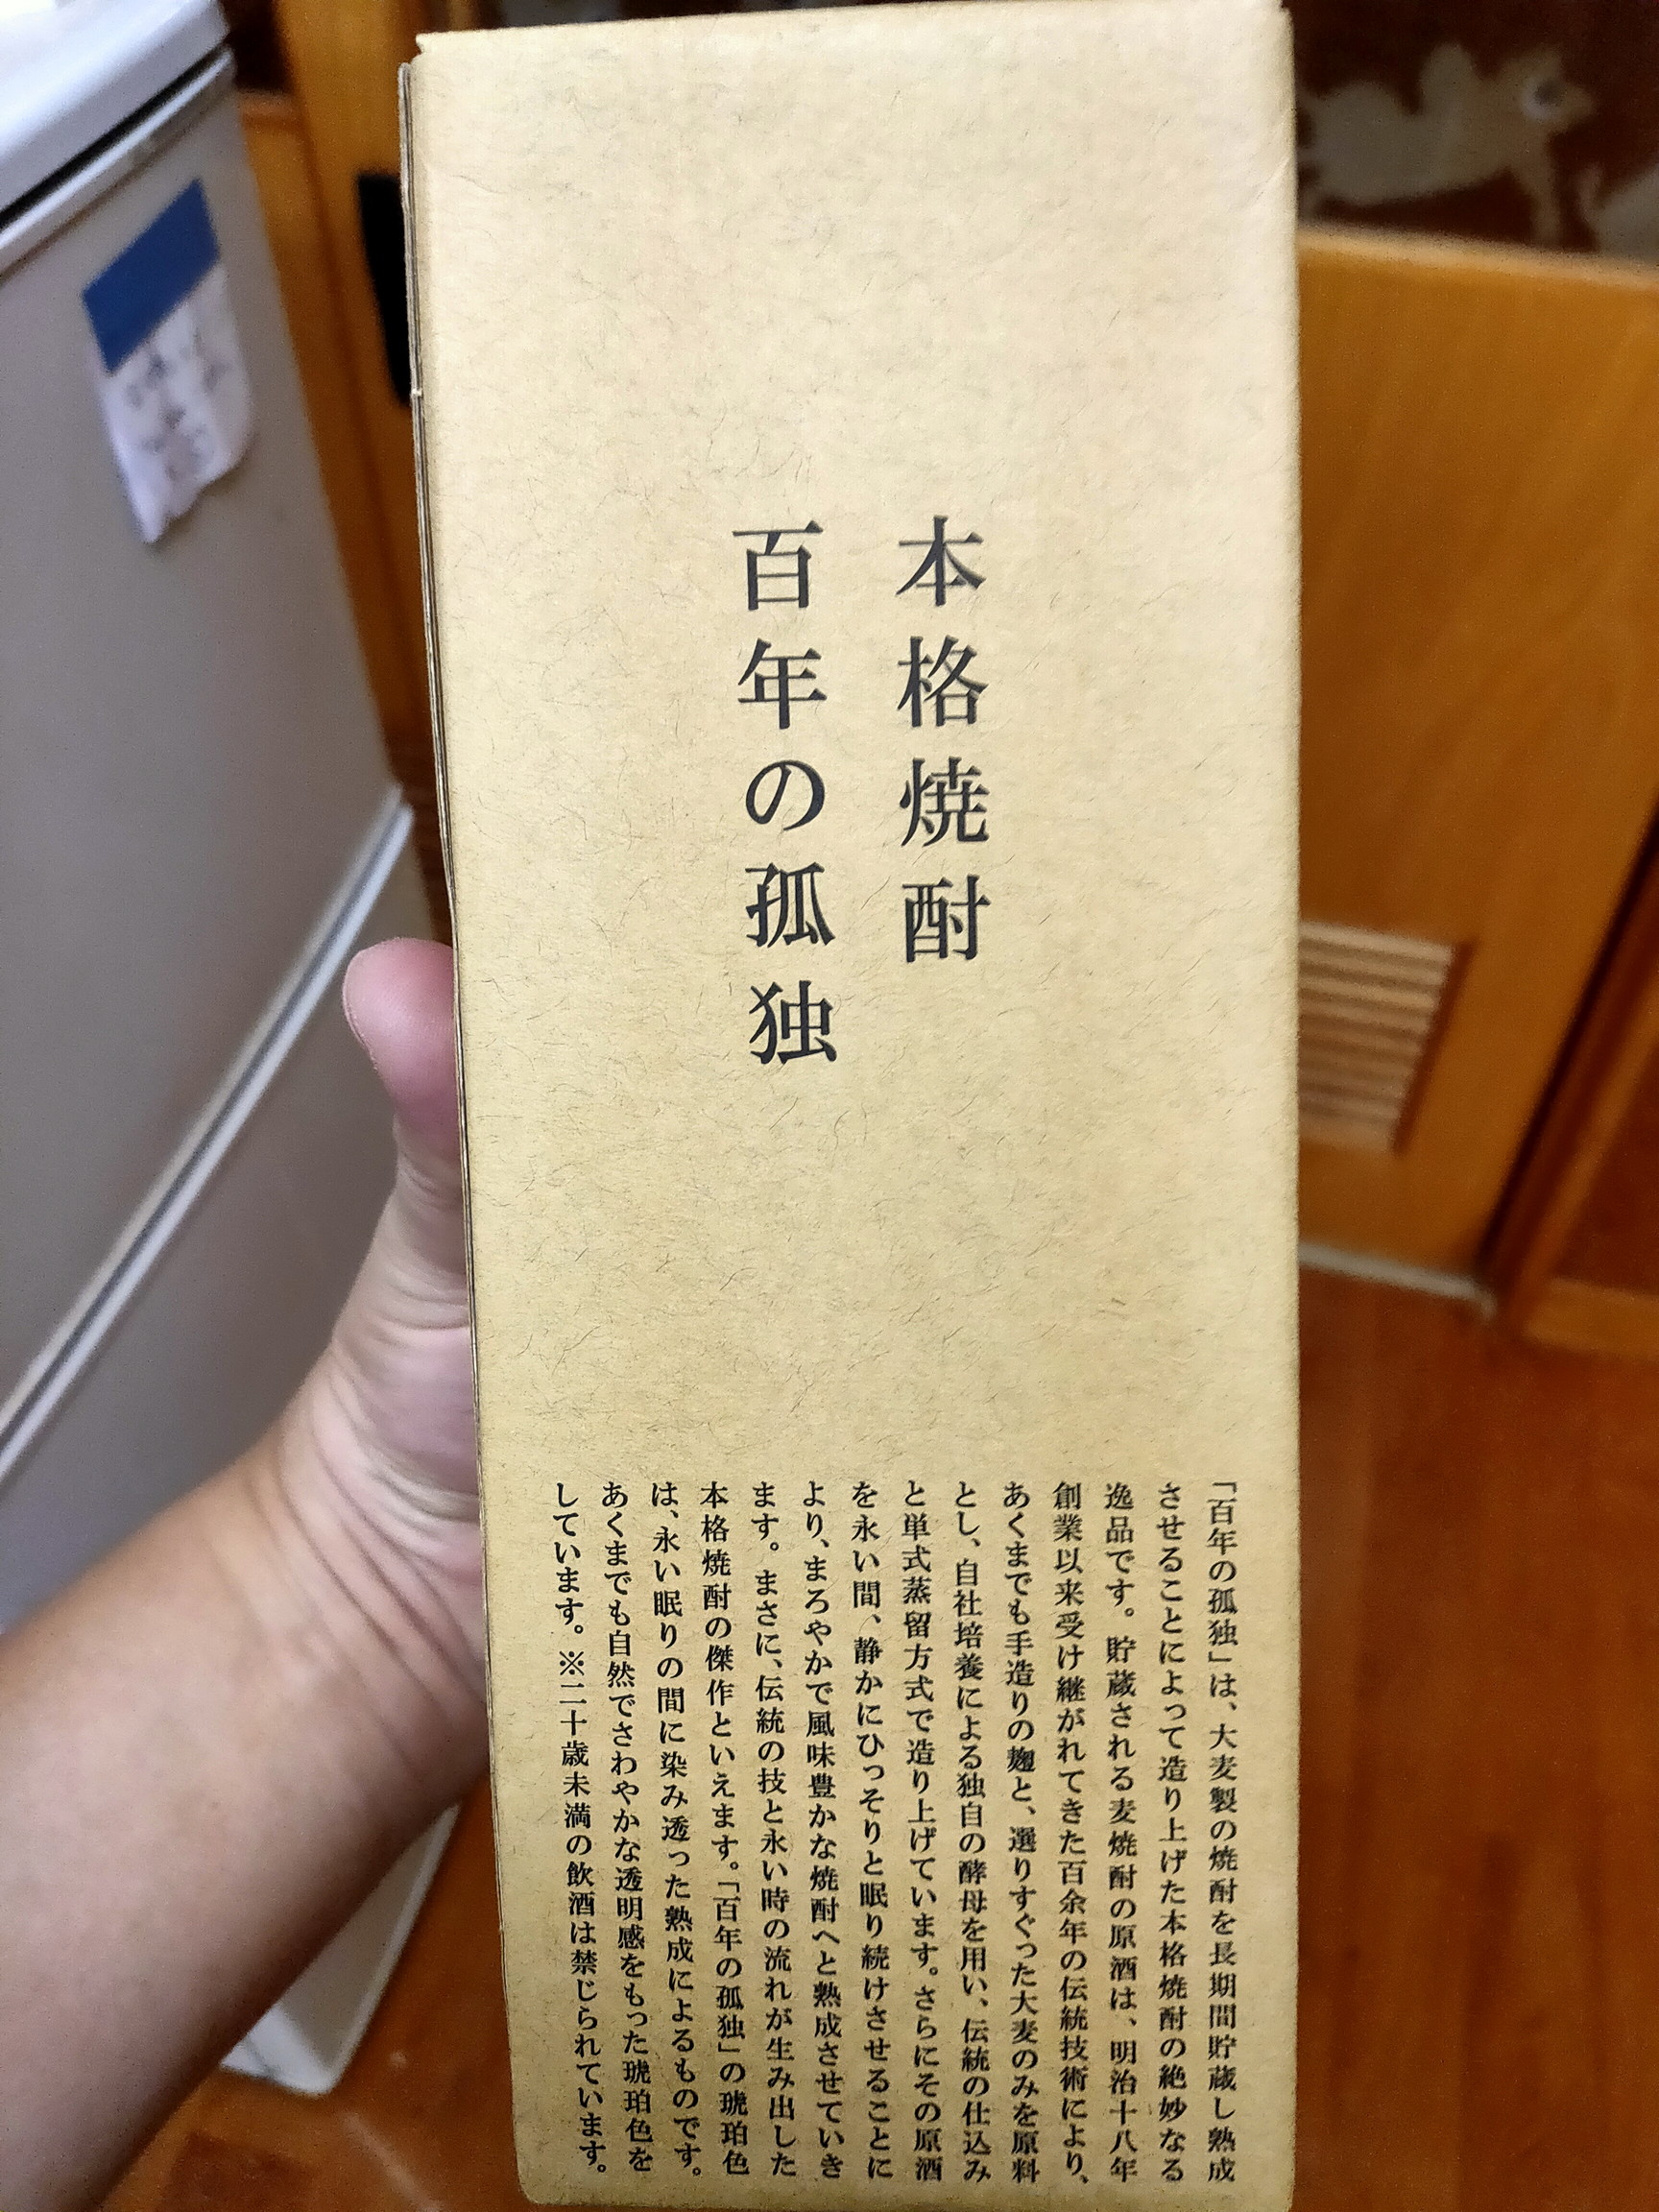 本格焼酎
百年の孤独
「百年の孤独」は、大麦製の焼酎を長期間貯蔵し熟成
させることによって造り上げた本格焼酎の絶妙なる
逸品です。貯蔵される麦焼酎の原酒は、明治十八年
創業以来受け継がれてきた百余年の伝統技術により、
あくまでも手造りの麹と、選りすぐった大麦のみを原料
とし、自社培養による独自の酵母を用い、伝統の仕込み
と単式蒸留方式で造り上げています。さらにその原酒
を永い間、静かにひっそりと眠り続けさせることに
より、まろやかで風味豊かな焼酎へと熟成させていき
ます。まさに、伝統の技と永い時の流れが生み出した
本格焼酎の傑作といえます。「百年の孤独」の琥珀色
は、永い眠りの間に染み透った熟成によるものです。
あくまでも自然でさわやかな透明感をもった琥珀色を
しています。※二十歳未満の飲酒は禁じられています。